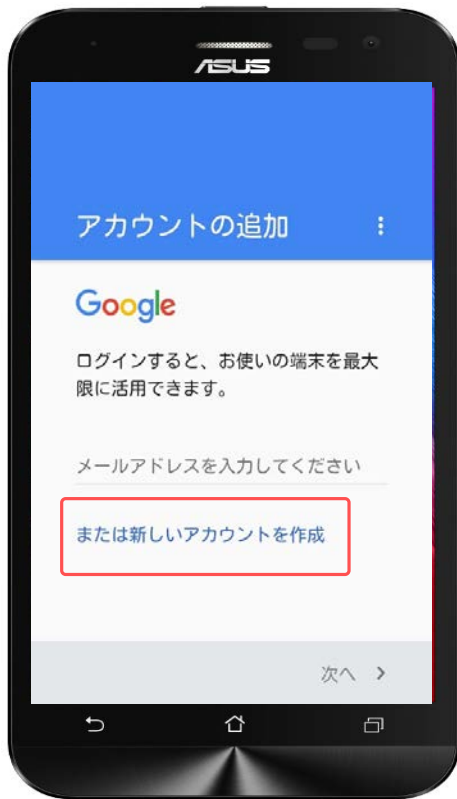 ASUS
アカウントの追加
Google
ログインすると、お使いの端末を最大
限に活用できます。
メールアドレスを入力してください
または新しいアカウントを作成
次へ